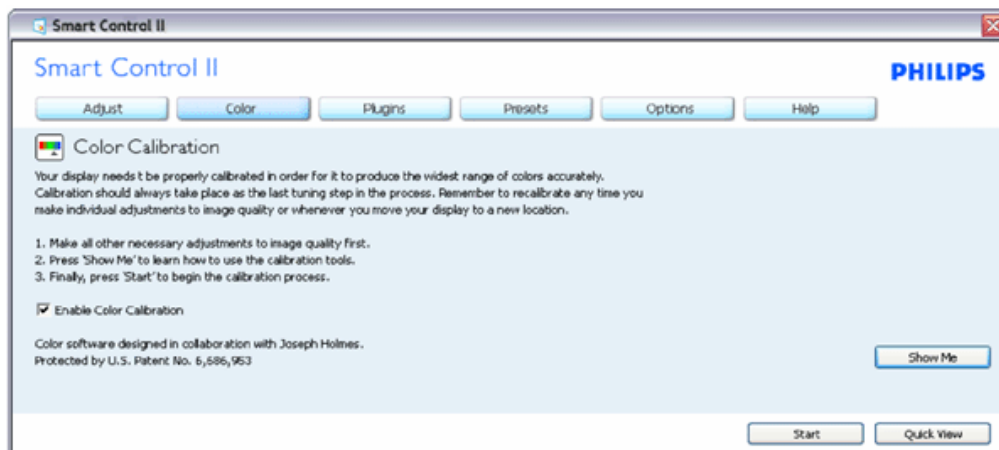 Smart Control II
Smart Control II
PHILIPS
Adjust Color Plugins Presets Options Help
Color Calibration
Your display needs t be properly calibrated in order for it to produce the widest range of colors accurately.
Calibration should always take place as the last tuning step in the process. Remember to recalibrate any time you
make individual adjustments to image quality or whenever you move your display to a new location.
1. Make all other necessary adjustments to image quality first.
2. Press 'Show Me' to learn how to use the calibration tools.
3. Finally, press 'Start' to begin the calibration process.
Enable Color Calibration
Color software designed in collaboration with Joseph Holmes.
Protected by U.S. Patent No. 6,686,953
Show Me
Start Quick View